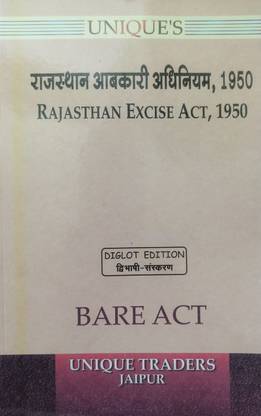 UNIQUE'S
राजस्थान आबकारी अधिनियम, 1950
RAJASTHAN EXCISE ACT, 1950
DIGLOT EDITION
द्विभाषी-संस्करण
BARE ACT
UNIQUE TRADERS
JAIPUR